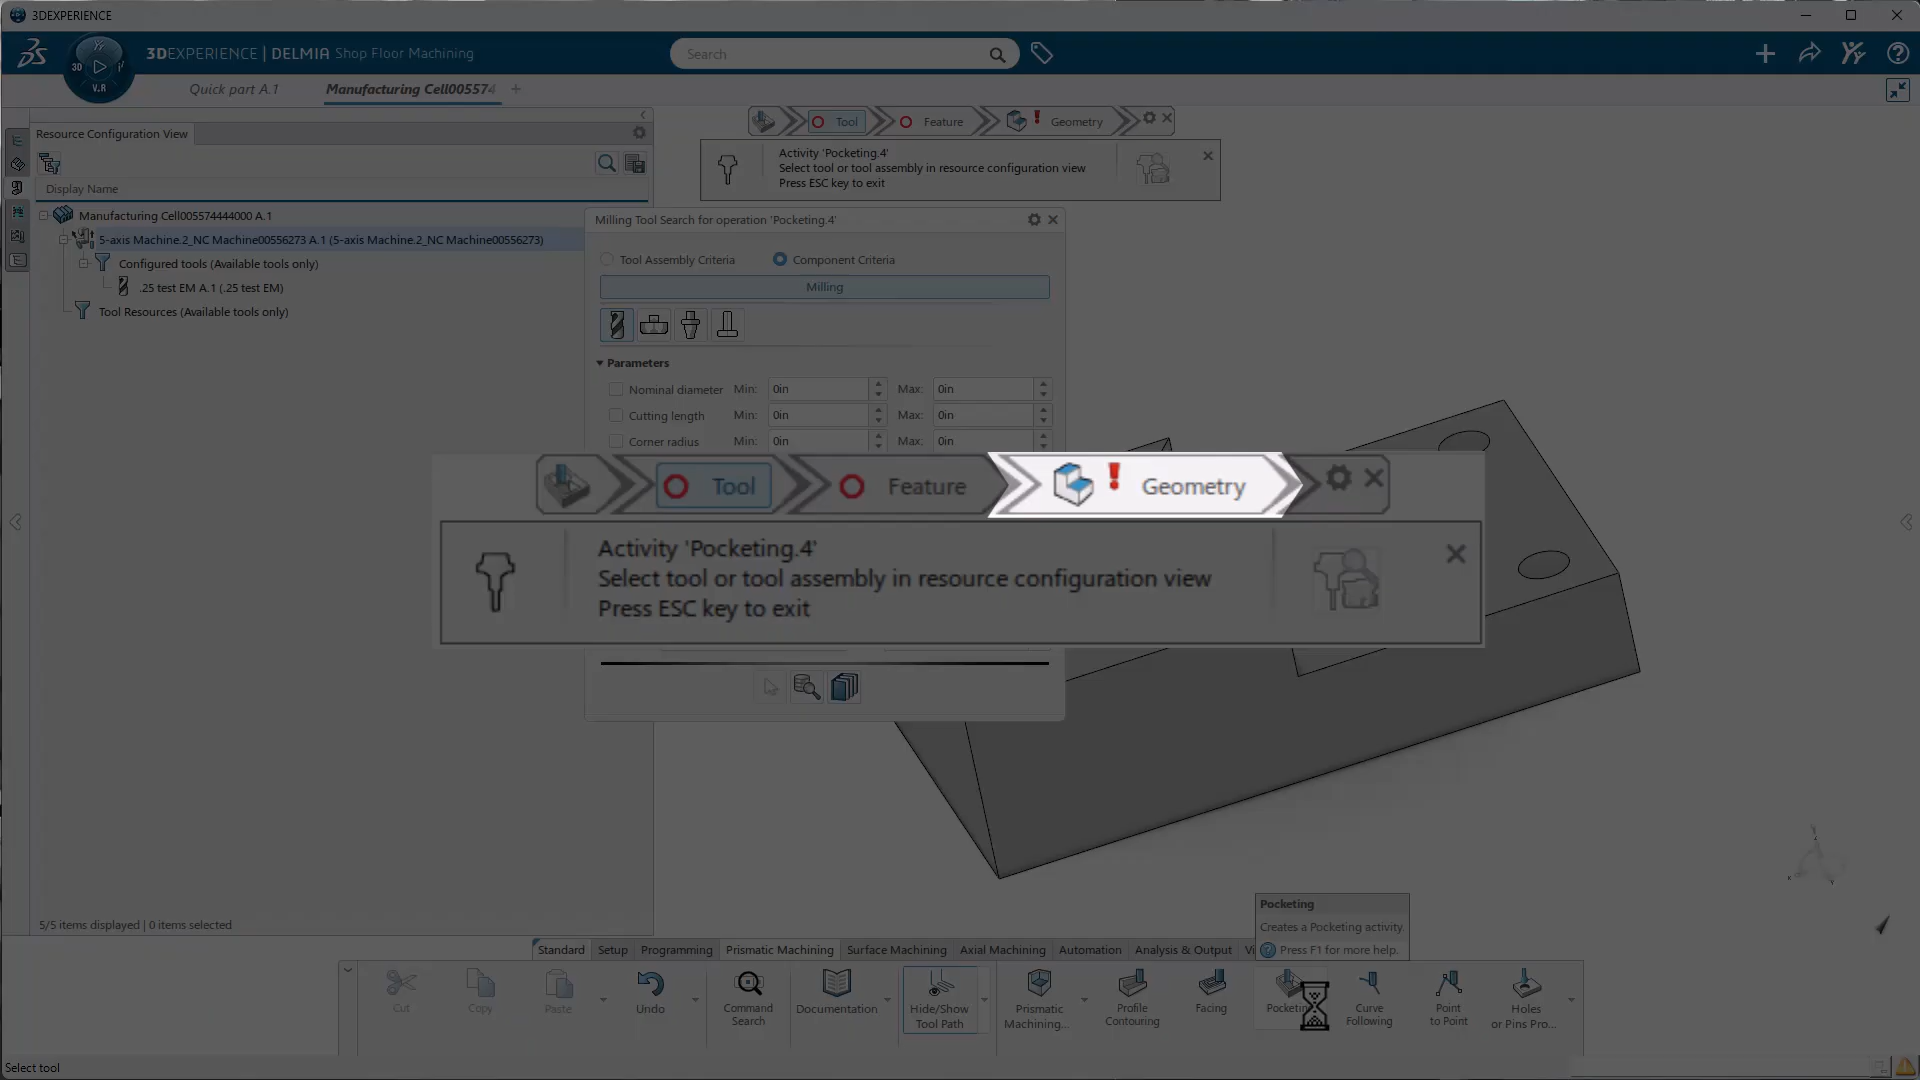 3DEXPERIENCE
3DEXPERIENCE | DELMIA Shop Floor Machining
Search
3D
V.R
Quick part A.1
Manufacturing Cell005574
Resource Configuration View
Display Name
Manufacturing Cell005574444000 A.1
5-axis Machine.2_NC Machine00556273 A.1 (5-axis Machine.2_NC Machine00556273)
Configured tools (Available tools only)
.25 test EM A.1 (.25 test EM)
Tool Resources (Available tools only)
Tool
Feature
Geometry
Activity 'Pocketing.4'
Select tool or tool assembly in resource configuration view
Press ESC key to exit
Milling Tool Search for operation 'Pocketing.4'
Tool Assembly Criteria
Component Criteria
Milling
Parameters
Nominal diameter Min: 0in Max: 0in
Cutting length Min: 0in Max: 0in
Corner radius Min: 0in Max: 0in
Tool
Feature
Geometry
Activity 'Pocketing.4'
Select tool or tool assembly in resource configuration view
Press ESC key to exit
5/5 items displayed | 0 items selected
Pocketing
Creates a Pocketing activity
Press F1 for more help.
Standard Setup Programming Prismatic Machining Surface Machining Axial Machining Automation Analysis & Output
Cut
Copy
Paste
Undo
Command
Search
Documentation
Hide/Show
Tool Path
Prismatic
Machining...
Profile
Contouring
Facing
Curve
Following
Point
to Point
Holes
or Pins Pro...
Select tool